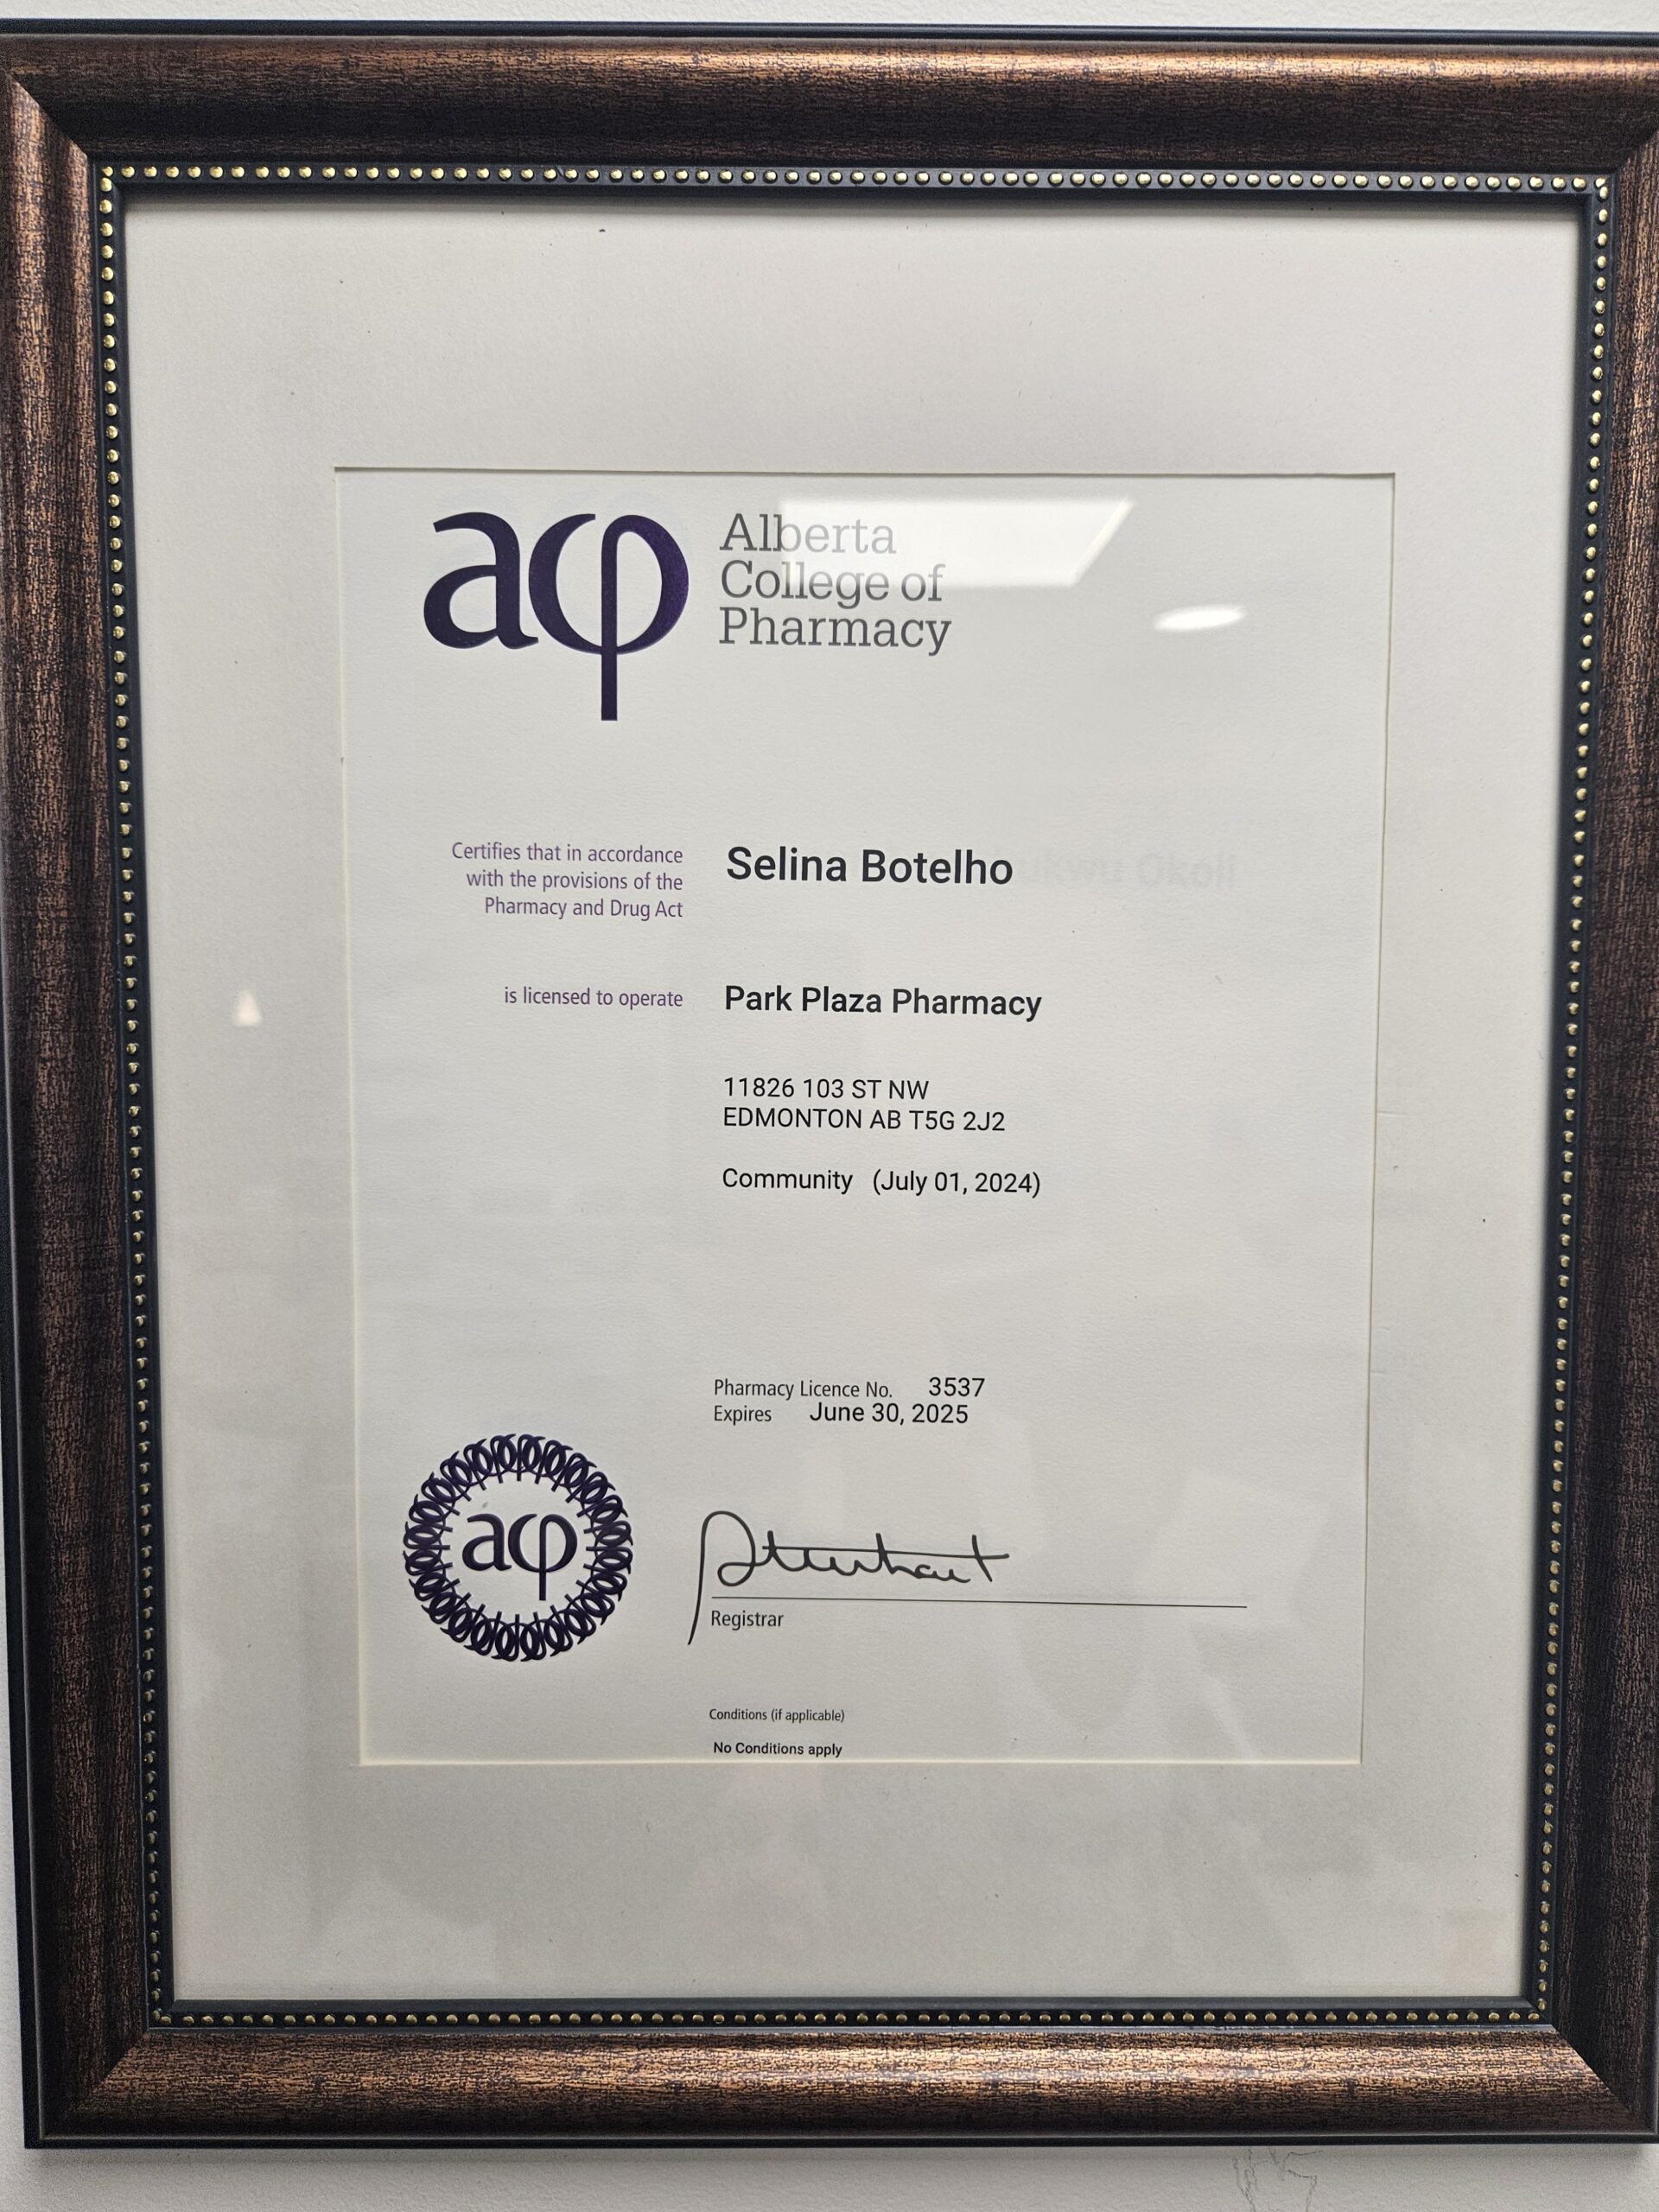 acp
Alberta
College of
Pharmacy
Certifies that in accordance
with the provisions of the
Pharmacy and Drug Act
Selina Botelho
Okoli
is licensed to operate
Park Plaza Pharmacy
11826 103 ST NW
EDMONTON AB T5G 2J2
Community (July 01, 2024)
Pharmacy Licence No. 3537
Expires June 30, 2025
acp
Registrar
Conditions (if applicable)
No Conditions apply